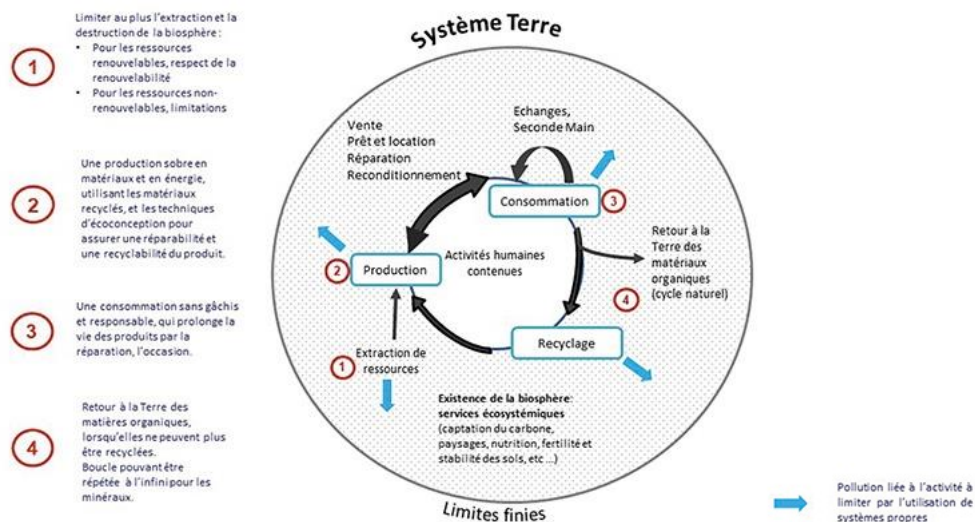 Limiter au plus l'extraction et la
destruction de la biosphère :
• Pour les ressources
renouvelables, respect de la
renouvelabilité
• Pour les ressources non-
renouvelables, limitations
1
Une production sobre en
matériaux et en énergie,
utilisant les matériaux
recyclés, et les techniques
d'écoconception pour
assurer une réparabilité et
une recyclabilité du produit.
2
Une consommation sans gâchis
et responsable, qui prolonge la
vie des produits par la
réparation, l'occasion.
3
Retour à la Terre des
matières organiques,
lorsqu'elles ne peuvent plus
être recyclées.
Boucle pouvant être
répétée à l'infini pour les
minéraux.
4
Système Terre
Echanges,
Seconde Main
Vente
Prêt et location
Réparation
Reconditionnement
Consommation
3
Retour à la
Terre des
matériaux
organiques
(cycle naturel)
Activités humaines
contenues
2
Production
4
Recyclage
1
Extraction de
ressources
Existence de la biosphère:
services écosystémiques
(captation du carbone,
paysages, nutrition, fertilité et
stabilité des sols, etc ...)
Limites finies
Pollution liée à l'activité à
limiter par l'utilisation de
systèmes propres